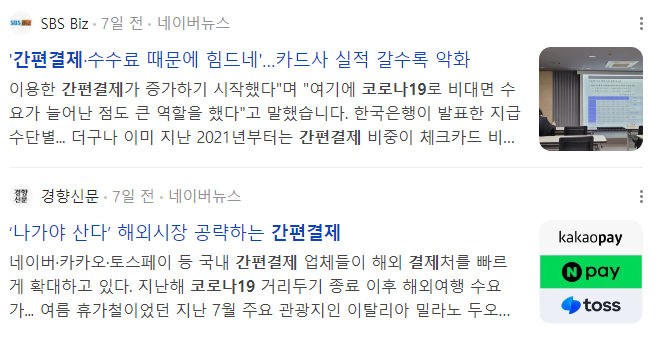 SBS Biz SBS Biz · 7일 전 · 네이버뉴스
'간편결제·수수료 때문에 힘드네'…카드사 실적 갈수록 악화
이용한 간편결제가 증가하기 시작했다"며 "여기에 코로나19로 비대면 수
요가 늘어난 점도 큰 역할을 했다"고 말했습니다. 한국은행이 발표한 지급
수단별... 더구나 이미 지난 2021년부터는 간편결제 비중이 체크카드 비...
경향신문 경향신문 · 7일 전 · 네이버뉴스
‘나가야 산다’ 해외시장 공략하는 간편결제
네이버·카카오·토스페이 등 국내 간편결제 업체들이 해외 결제처를 빠르
게 확대하고 있다. 지난해 코로나19 거리두기 종료 이후 해외여행 수요
가... 여름 휴가철이었던 지난 7월 주요 관광지인 이탈리아 밀라노 두오...
kakaopay
N pay
toss